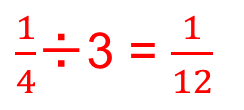 1/4 ÷ 3 = 1/12